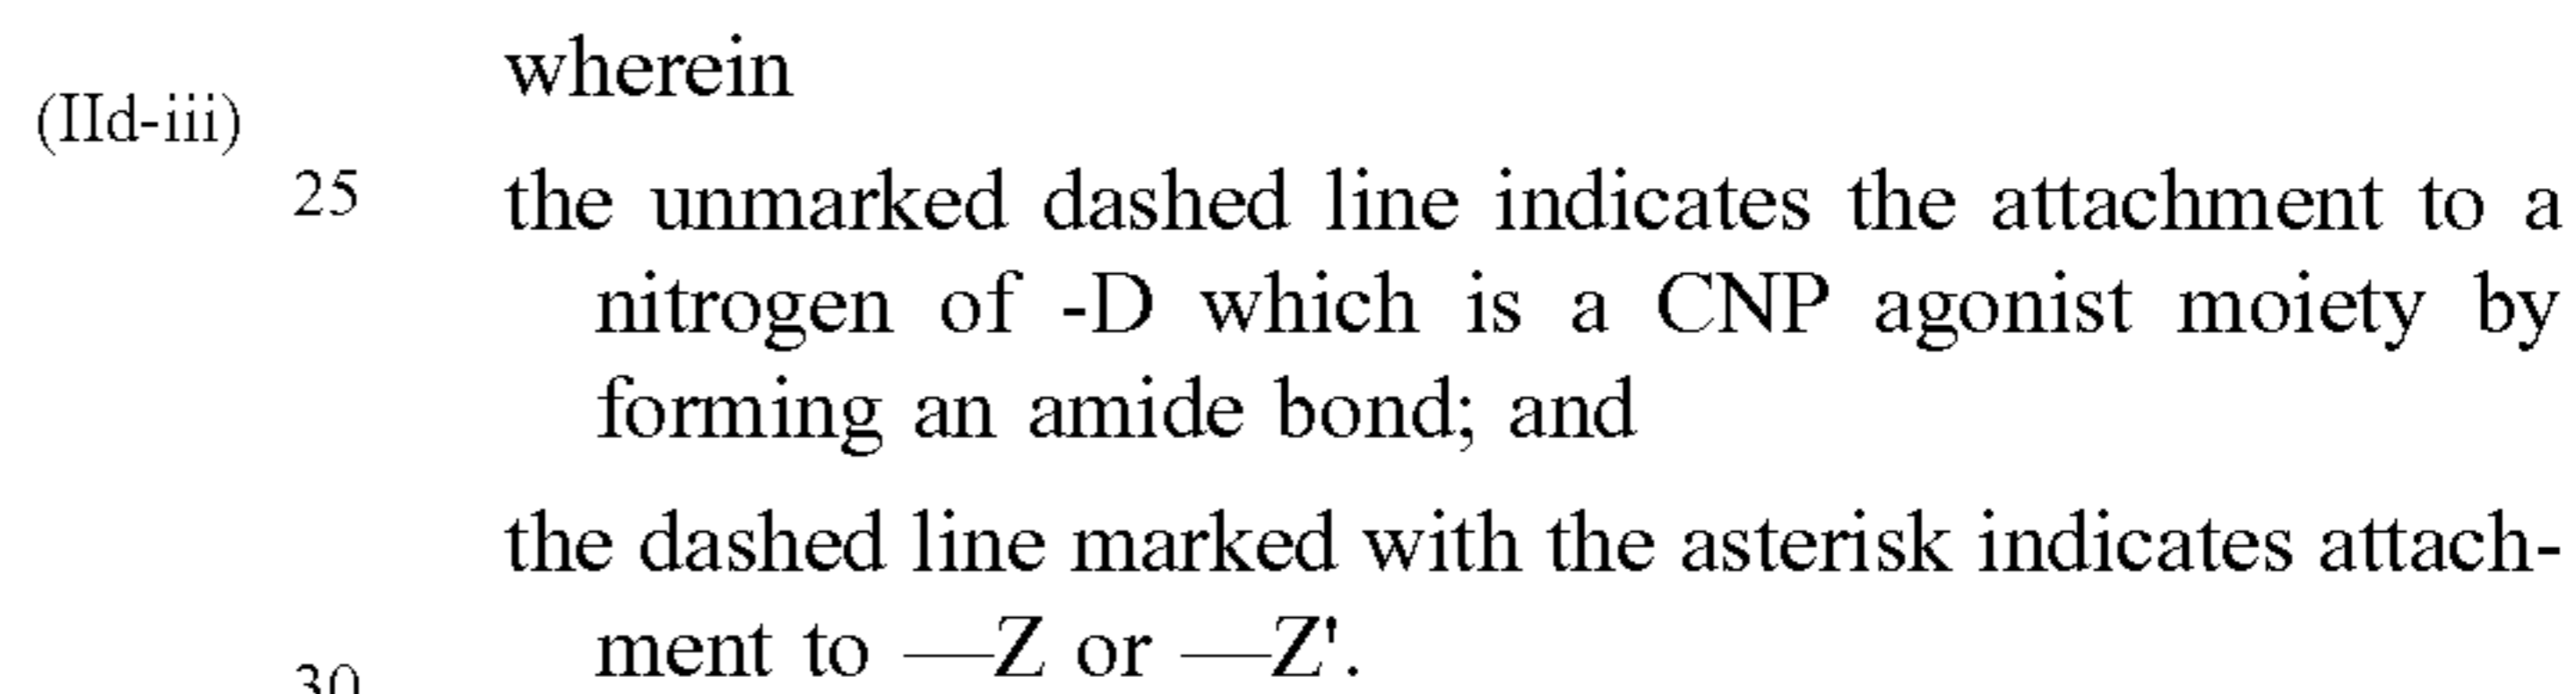 wherein
(IId-iii)
25 the unmarked dashed line indicates the attachment to a
nitrogen of -D which is a CNP agonist moiety by
forming an amide bond; and
the dashed line marked with the asterisk indicates attach-
ment to —Z or —Z'.
30